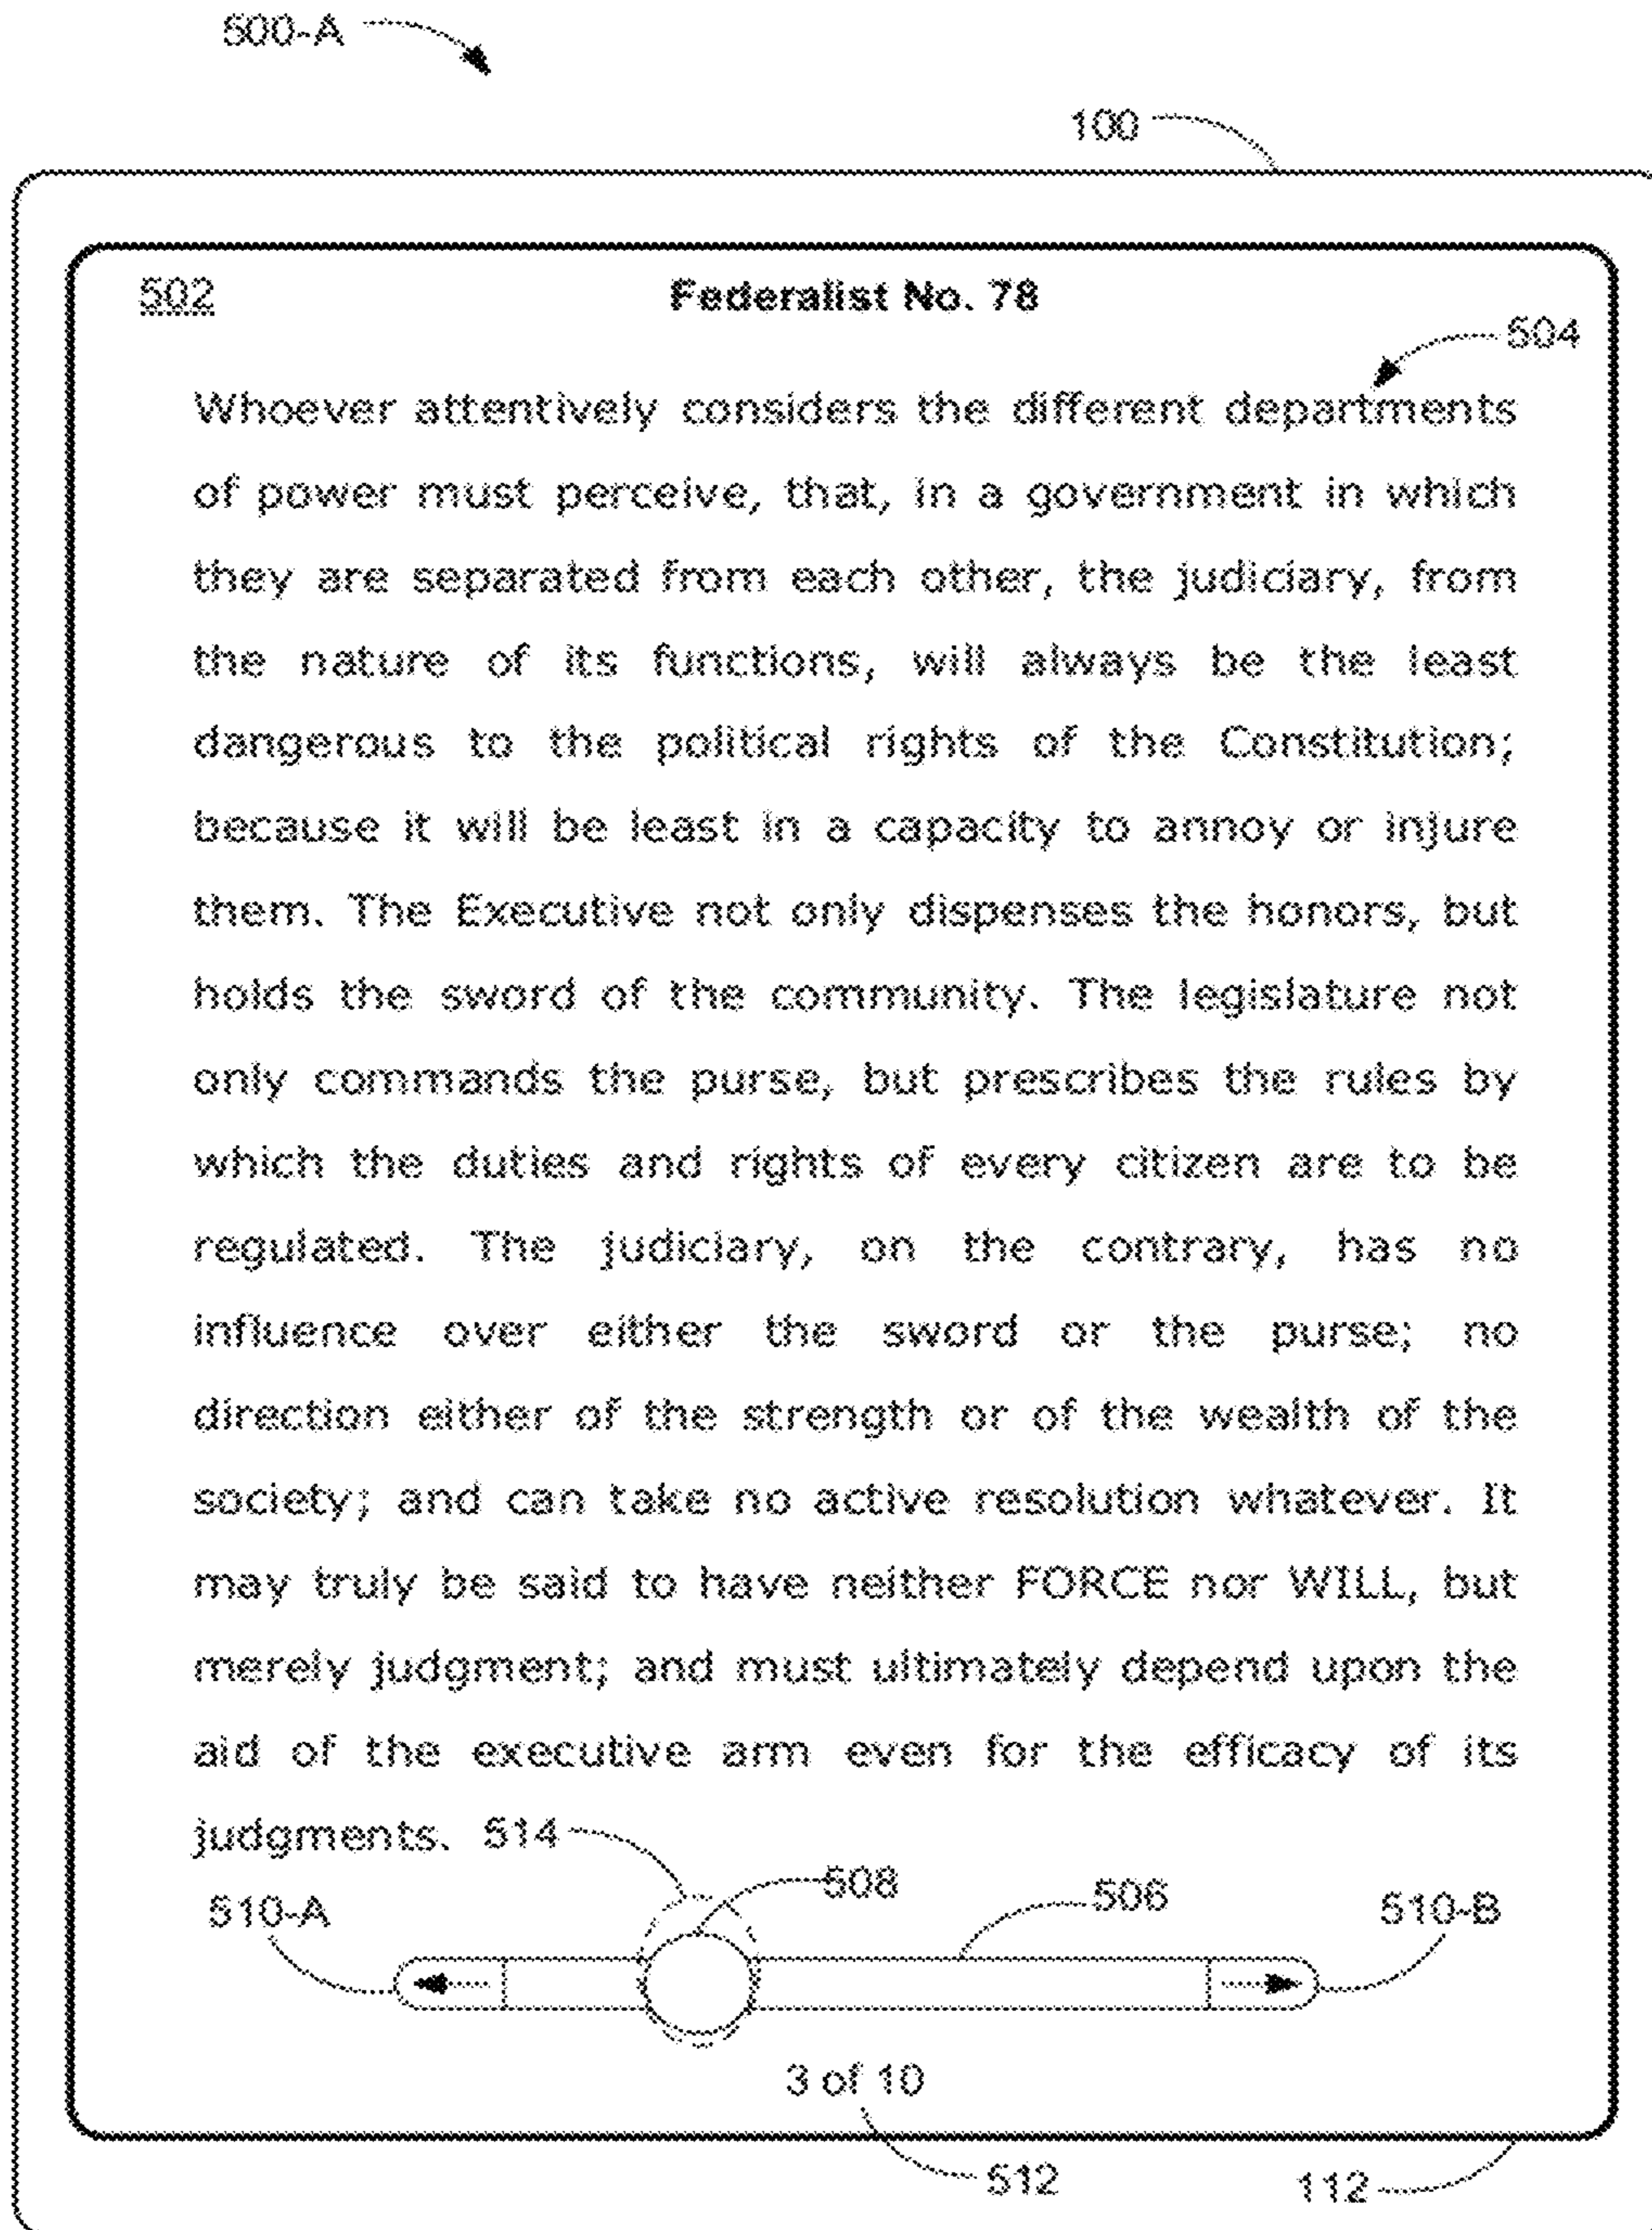 500-A
100
502 Federalist No. 78
504
Whoever attentively considers the different departments
of power must perceive, that, in a government in which
they are separated from each other, the judiciary, from
the nature of its functions, will always be the least
dangerous to the political rights of the Constitution;
because it will be least in a capacity to annoy or injure
them. The Executive not only dispenses the honors, but
holds the sword of the community. The legislature not
only commands the purse, but prescribes the rules by
which the duties and rights of every citizen are to be
regulated. The judiciary, on the contrary, has no
influence over either the sword or the purse; no
direction either of the strength or of the wealth of the
society; and can take no active resolution whatever. It
may truly be said to have neither FORCE nor WILL, but
merely judgment; and must ultimately depend upon the
aid of the executive arm even for the efficacy of its
judgments. 514
508 506
510-A 510-B
3 of 10
512 112